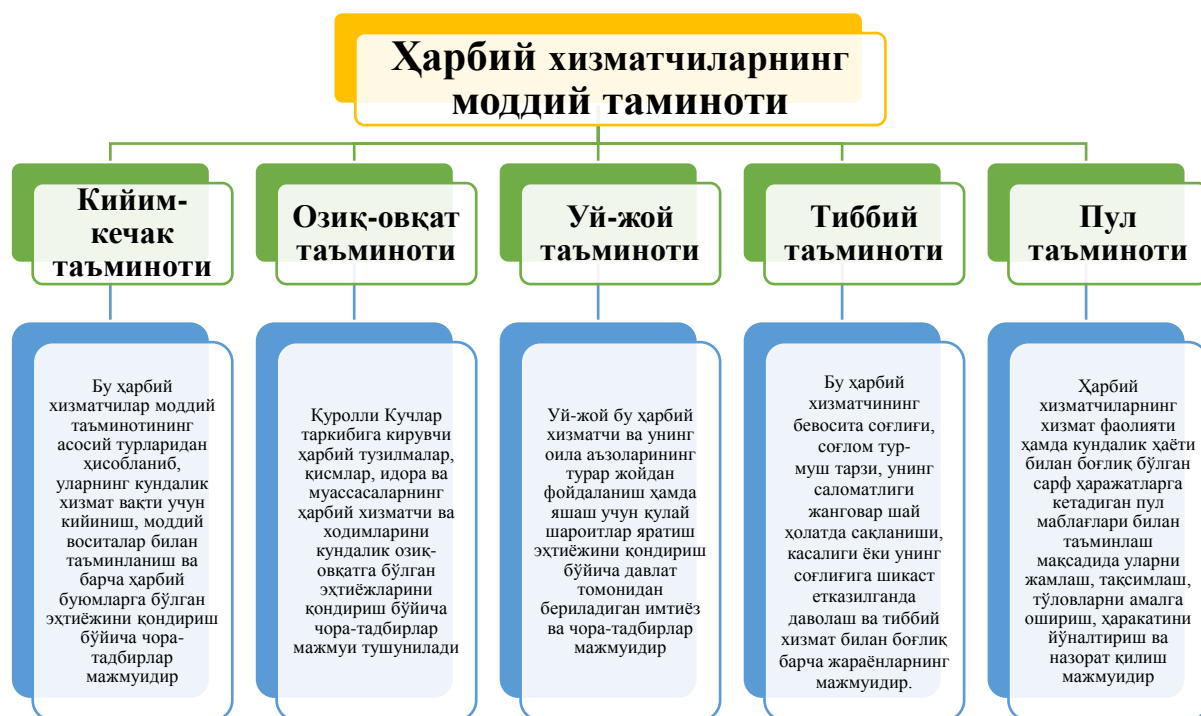 Ҳарбий хизматчиларнинг
моддий таминоти
Кийим-
кечак
таъминоти
Озиқ-овқат
таъминоти
Уй-жой
таъминоти
Тиббий
таъминоти
Пул
таъминоти
Бу ҳарбий
хизматчилар моддий
таъминотининг
асосий турларидан
ҳисобланиб,
уларнинг кундалик
хизмат вақти учун
кийиниш, моддий
воситалар билан
таъминланиш ва
барча ҳарбий
буюмларга бўлган
эҳтиёжини қондириш
бўйича чора-
тадбирлар
мажмуидир
Қуролли Кучлар
таркибига кирувчи
ҳарбий тузилмалар,
қисмлар, идора ва
муассасаларнинг
ҳарбий хизматчи ва
ходимларини
кундалик озиқ-
овқатга бўлган
эҳтиёжларини
қондириш бўйича
чора-тадбирлар
мажмуи тушунилади
Уй-жой бу ҳарбий
хизматчи ва унинг
оила аъзоларининг
турар жойдан
фойдаланиш ҳамда
яшаш учун қулай
шароитлар яратиш
эҳтиёжини қондириш
бўйича давлат
томонидан
бериладиган имтиёз
ва чора-тадбирлар
мажмуидир
Бу ҳарбий
хизматчининг
бевосита соғлиғи,
соғлом тур-
муш тарзи, унинг
саломатлиги
жанговар шай
ҳолатда сақланиши,
касалиги ёки унинг
соғлиғига шикаст
етказилганда
даволаш ва тиббий
хизмат билан боғлиқ
барча жараёнларнинг
мажмуидир.
Ҳарбий
хизматчиларнинг
хизмат фаолияти
ҳамда кундалик ҳаёти
билан боғлиқ бўлган
сарф ҳаражатларга
кетадиган пул
маблағлари билан
таъминлаш
мақсадида уларни
жамлаш, тақсимлаш,
тўловларни амалга
ошириш, ҳаракатини
йўналтириш ва
назорат қилиш
мажмуидир